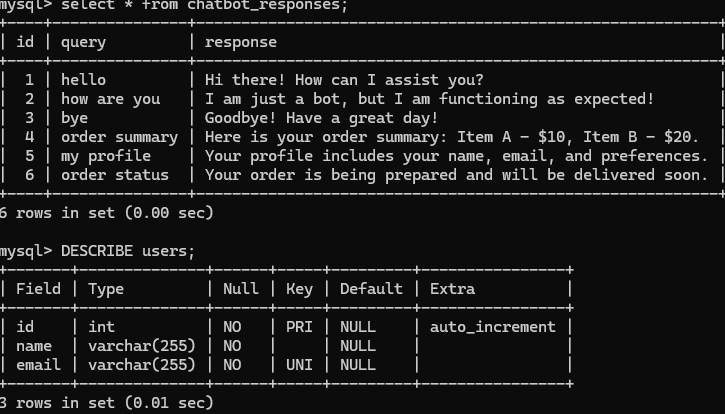 mysql> select * from chatbot_responses;
+----+---------------+--------------------------------------------------------+
| id | query         | response                                               |
+----+---------------+--------------------------------------------------------+
|  1 | hello         | Hi there! How can I assist you?                        |
|  2 | how are you   | I am just a bot, but I am functioning as expected!     |
|  3 | bye           | Goodbye! Have a great day!                             |
|  4 | order summary | Here is your order summary: Item A - $10, Item B - $20. |
|  5 | my profile    | Your profile includes your name, email, and preferences. |
|  6 | order status  | Your order is being prepared and will be delivered soon. |
+----+---------------+--------------------------------------------------------+
6 rows in set (0.00 sec)
mysql> DESCRIBE users;
+-------+--------------+------+-----+---------+----------------+
| Field | Type         | Null | Key | Default | Extra          |
+-------+--------------+------+-----+---------+----------------+
| id    | int          | NO   | PRI | NULL    | auto_increment |
| name  | varchar(255) | NO   |     | NULL    |                |
| email | varchar(255) | NO   | UNI | NULL    |                |
+-------+--------------+------+-----+---------+----------------+
3 rows in set (0.01 sec)